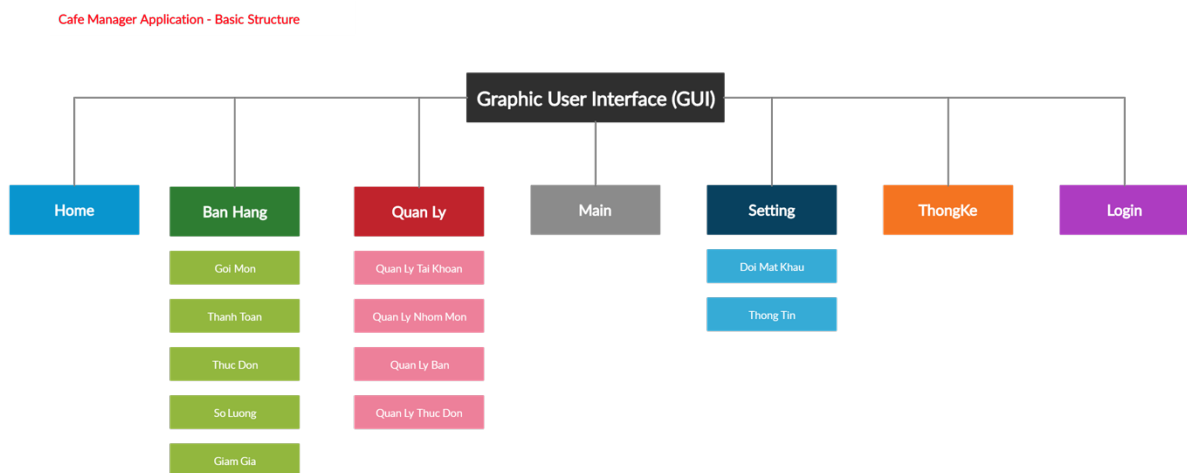 Cafe Manager Application - Basic Structure
Graphic User Interface (GUI)
Home
Ban Hang
Quan Ly
Main
Setting
ThongKe
Login
Goi Mon
Thanh Toan
Thuc Don
So Luong
Giam Gia
Quan Ly Tai Khoan
Quan Ly Nhom Mon
Quan Ly Ban
Quan Ly Thuc Don
Doi Mat Khau
Thong Tin